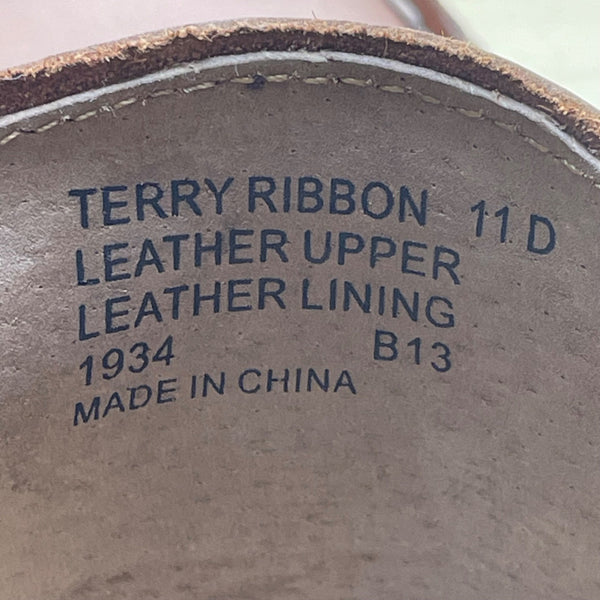 TERRY RIBBON 11 D
LEATHER UPPER
LEATHER LINING
1934 B13
MADE IN CHINA